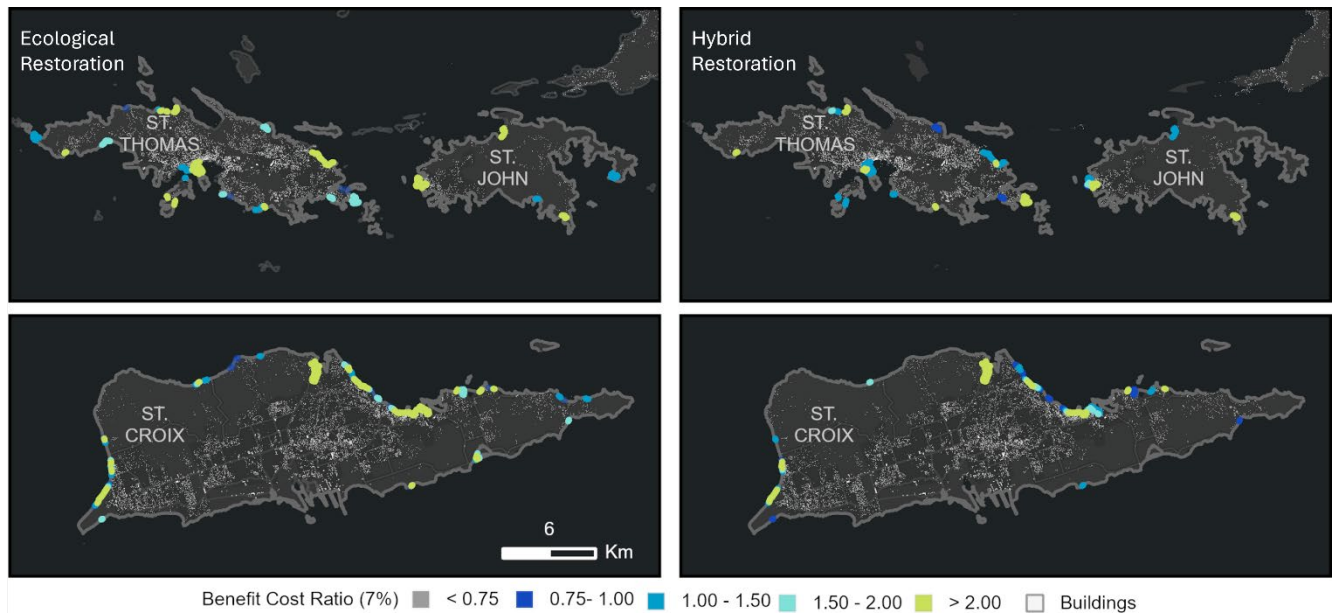 Ecological
Restoration
ST.
THOMAS
ST.
JOHN
Hybrid
Restoration
ST.
THOMAS
ST.
JOHN
ST.
CROIX
6
Km
ST.
CROIX
Benefit Cost Ratio (7%) < 0.75 0.75- 1.00 1.00 - 1.50 1.50 - 2.00 > 2.00 Buildings